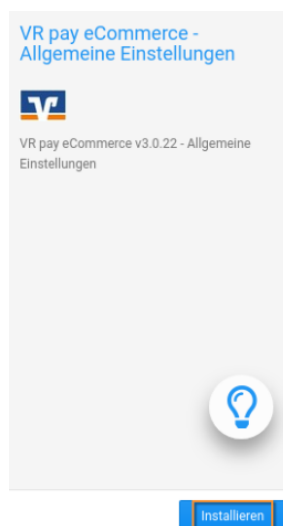 VR pay eCommerce -
Allgemeine Einstellungen
VR pay eCommerce v3.0.22 - Allgemeine
Einstellungen
Installieren